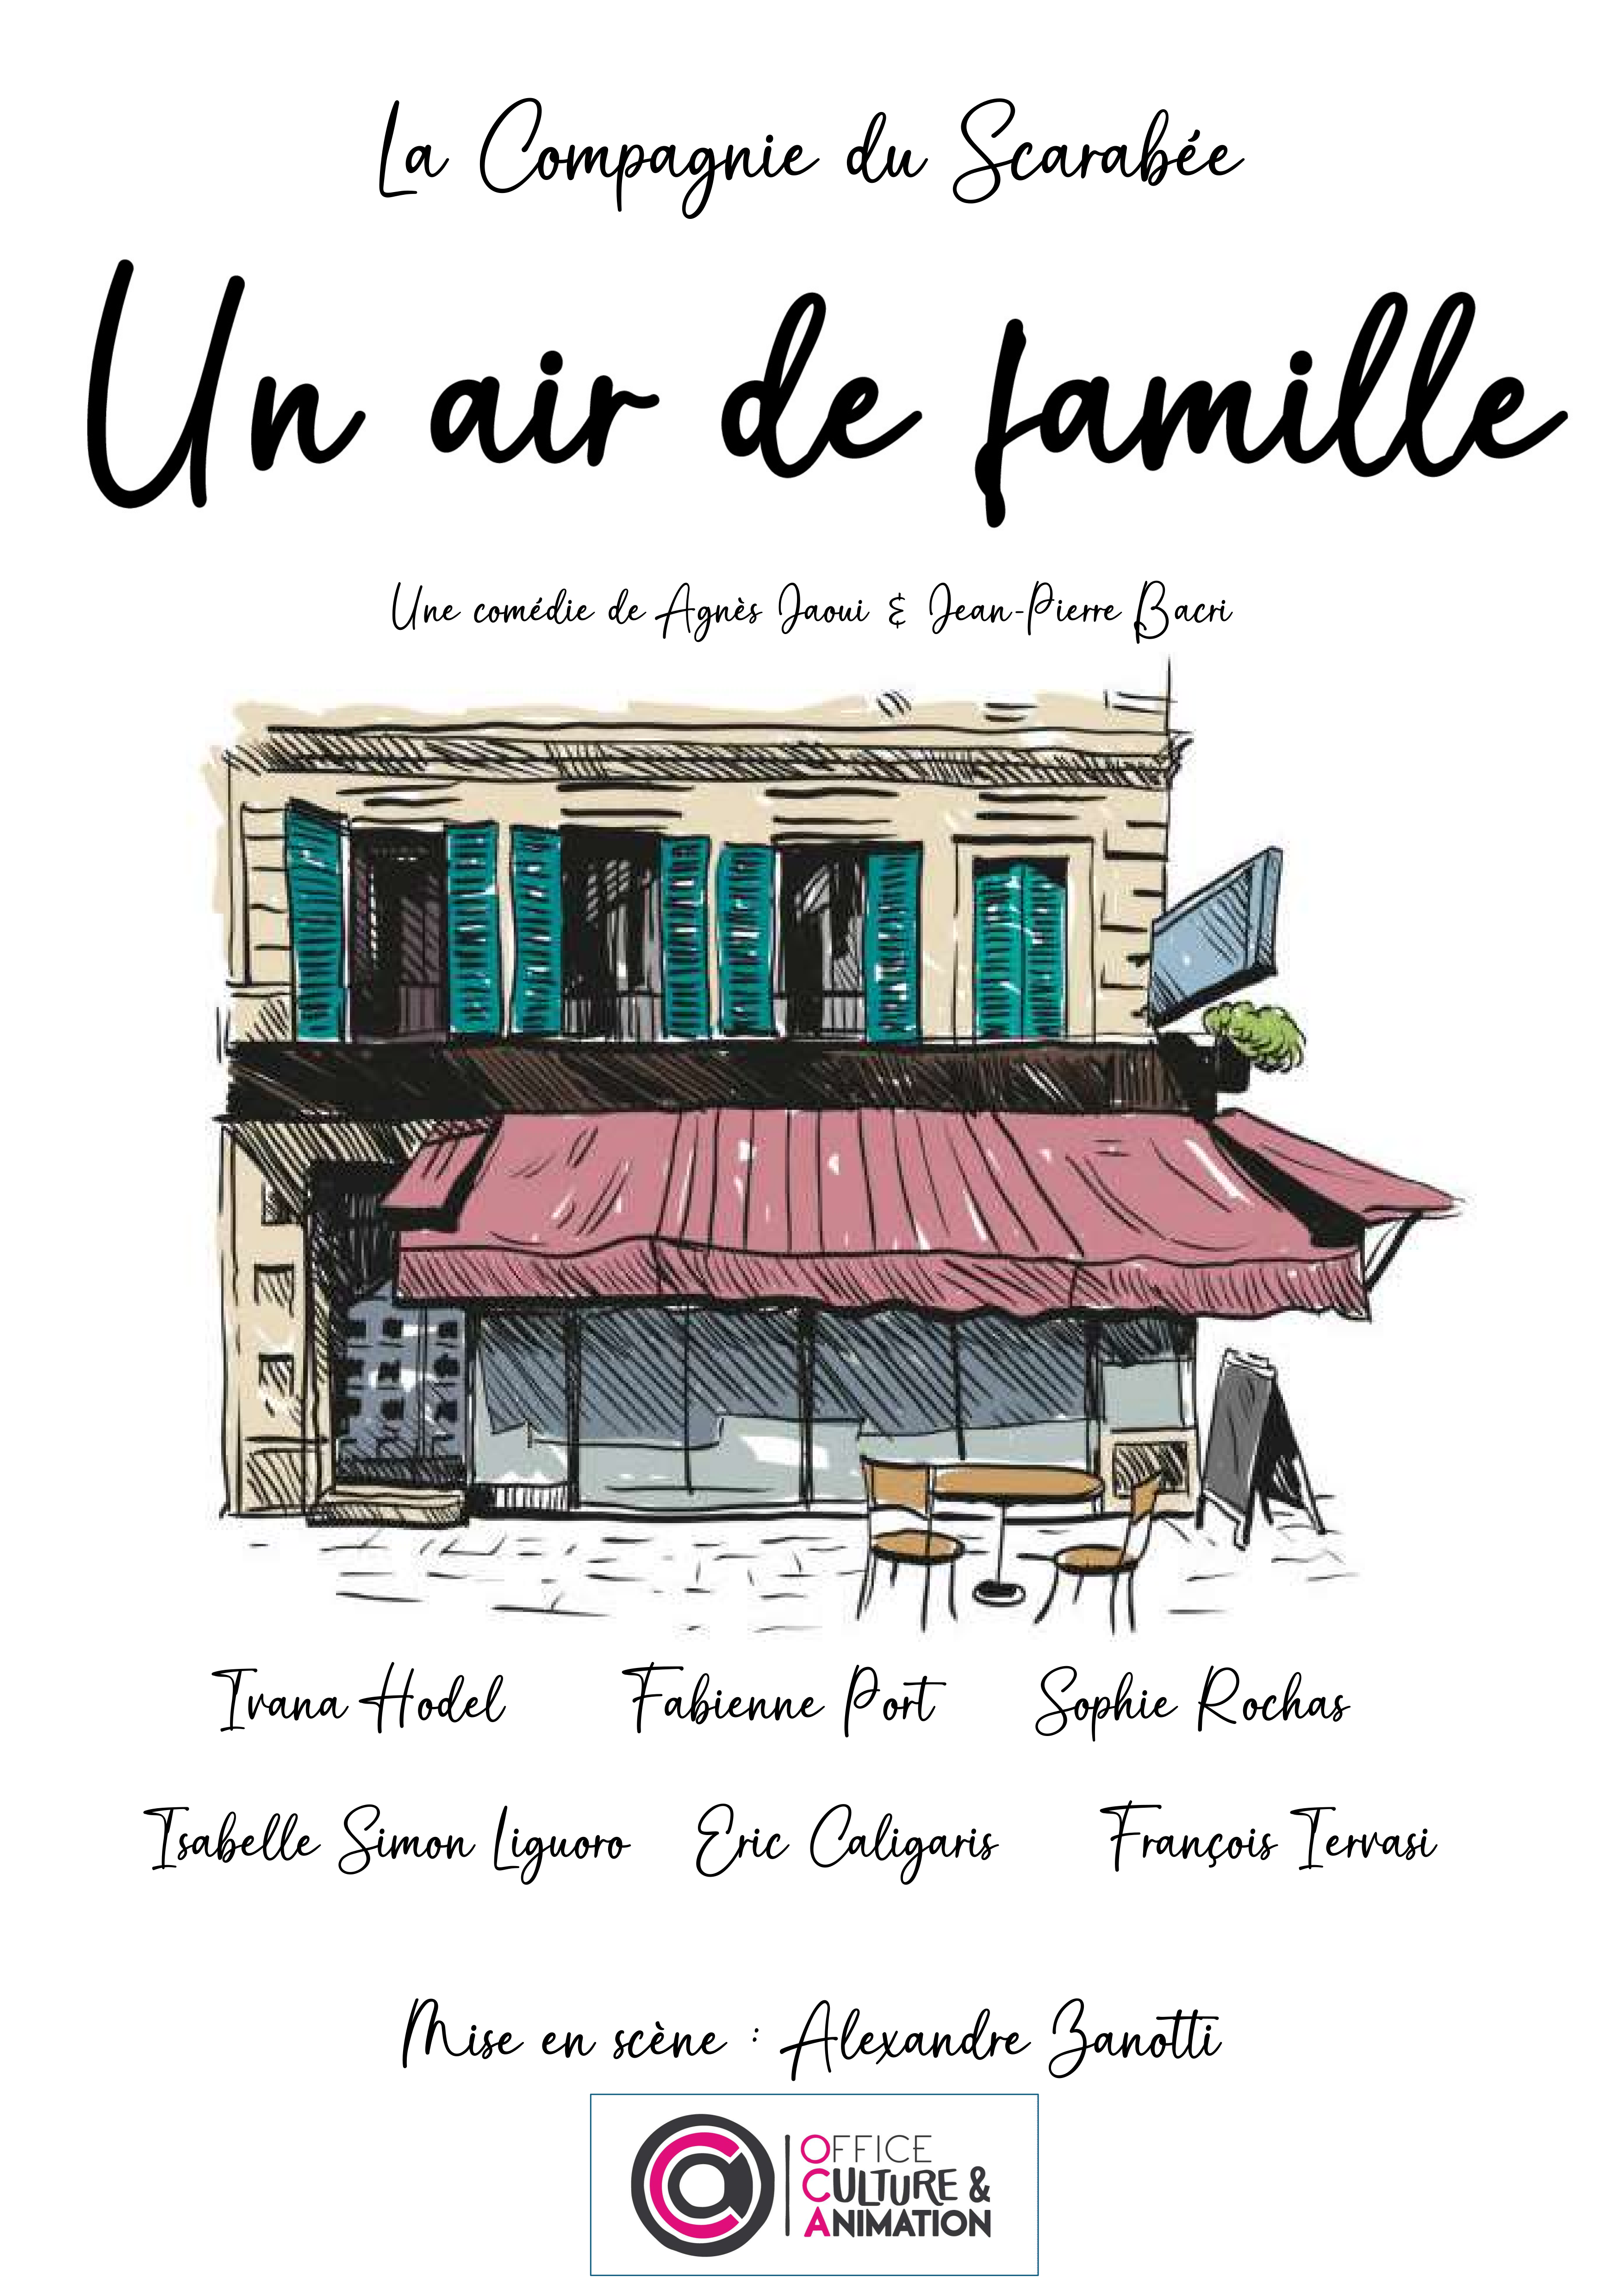 La Compagnie du Scarabée
Un air de famille
Une comédie de Agnès Jaoui & Jean-Pierre Bacri
Ivana Hodel Fabienne Port Sophie Rochas
Isabelle Simon Liguoro Eric Caligaris François Iervasi
Mise en scène : Alexandre Zanotti
OFFICE
CULTURE &
ANIMATION